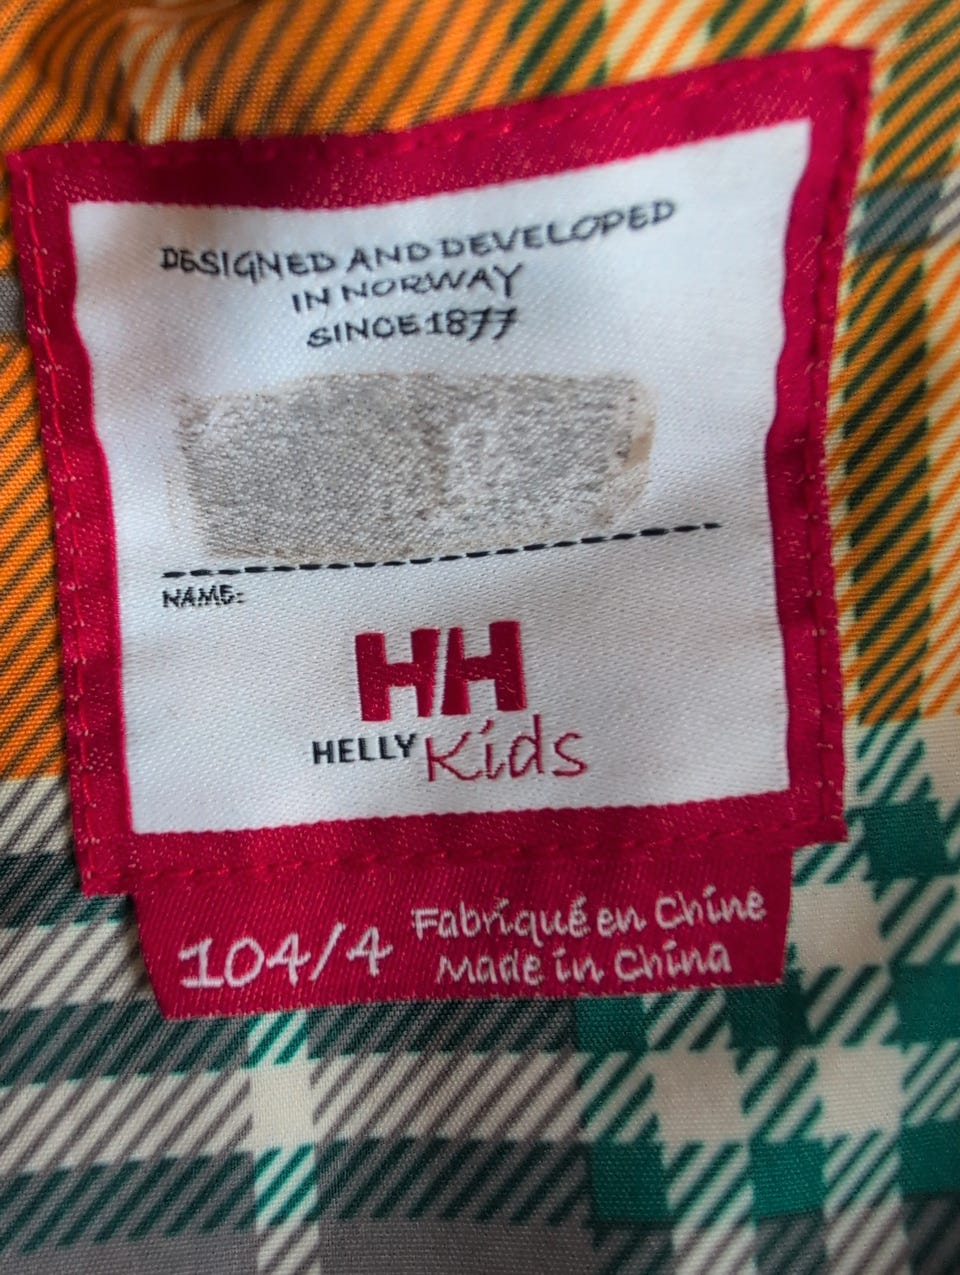 DESIGNED AND DEVELOPED
IN NORWAY
SINCE 1877
NAME:
HH
HELLY Kids
104/4
Fabriqué en Chine
Made in China